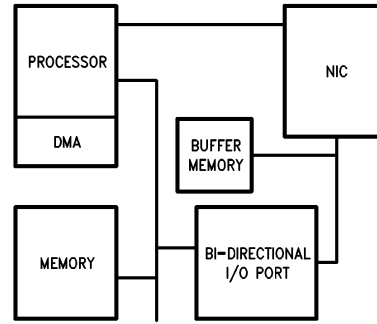 PROCESSOR
DMA
NIC
BUFFER
MEMORY
MEMORY
BI-DIRECTIONAL
I/O PORT